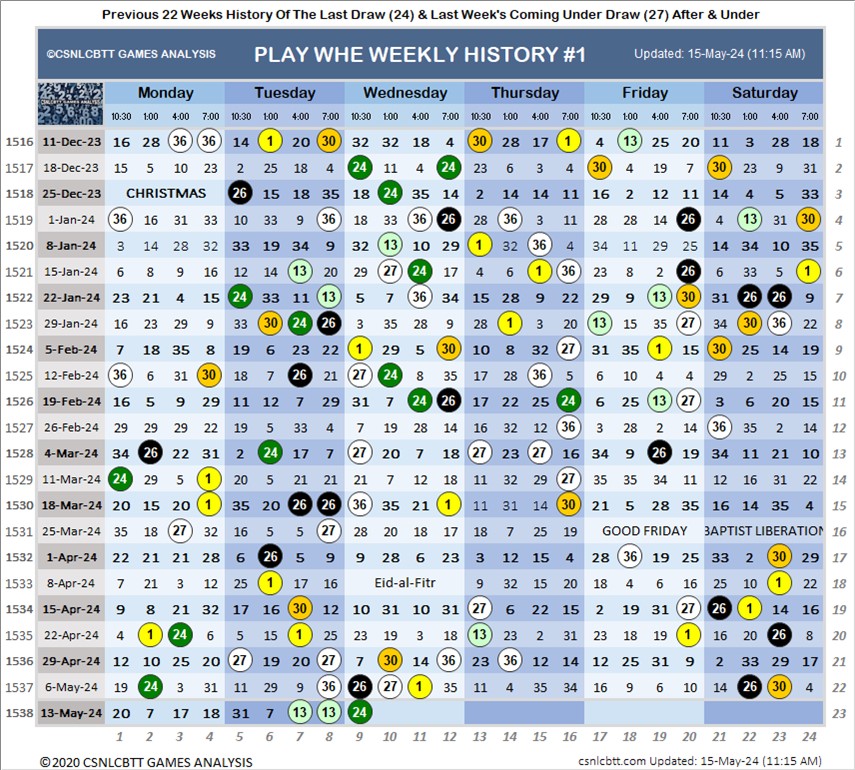 Previous 22 Weeks History Of The Last Draw (24) & Last Week's Coming Under Draw (27) After & Under
©CSNLCBTT GAMES ANALYSIS PLAY WHE WEEKLY HISTORY #1 Updated: 15-May-24 (11:15 AM)
Monday Tuesday Wednesday Thursday Friday Saturday
10:30 1:00 4:00 7:00 10:30 1:00 4:00 7:00 10:30 1:00 4:00 7:00 10:30 1:00 4:00 7:00 10:30 1:00 4:00 7:00 10:30 1:00 4:00 7:00
1516 11-Dec-23 16 28 36 36 14 1 20 30 32 32 18 4 30 28 17 1 4 13 25 20 11 3 28 18 1
1517 18-Dec-23 15 5 10 23 2 25 18 4 24 11 4 12 23 6 3 4 30 4 19 7 30 23 9 31 2
1518 25-Dec-23 CHRISTMAS 26 15 18 35 10 24 35 14 2 14 14 11 16 2 12 11 14 4 5 33 3
1519 1-Jan-24 36 16 31 33 10 33 9 36 18 33 36 26 28 14 3 11 28 28 14 26 22 13 31 24 4
1520 8-Jan-24 3 14 28 32 33 19 34 9 32 13 10 29 1 32 36 4 34 11 29 25 14 34 10 35 5
1521 15-Jan-24 6 8 9 16 12 14 13 20 29 27 24 17 4 6 1 36 23 8 2 26 6 33 5 1 6
1522 22-Jan-24 23 21 4 15 24 33 11 13 5 7 36 34 15 28 9 22 29 9 13 30 31 26 23 9 7
1523 29-Jan-24 16 23 29 9 33 30 24 26 3 35 28 9 28 1 3 20 13 15 35 27 34 30 36 22 8
1524 5-Feb-24 7 18 35 8 19 6 23 22 1 29 5 30 10 8 32 27 31 35 1 15 30 25 14 19 9
1525 12-Feb-24 36 6 31 30 18 7 26 21 27 24 8 35 17 28 36 5 6 10 4 4 29 2 25 15 10
1526 19-Feb-24 16 5 9 29 11 12 7 29 31 7 24 26 17 22 25 24 9 6 13 27 3 6 20 15 11
1527 26-Feb-24 29 29 29 22 19 5 33 4 7 19 28 14 16 32 12 36 3 28 2 14 36 35 2 14 12
1528 4-Mar-24 34 26 22 31 2 24 17 7 27 20 7 18 27 23 27 9 34 9 26 19 34 11 21 10 13
1529 11-Mar-24 24 29 5 1 20 5 21 21 21 14 7 16 11 32 29 27 35 35 34 11 12 16 31 22 14
1530 18-Mar-24 20 15 20 1 35 20 26 26 36 35 21 1 11 31 14 30 21 5 28 35 16 14 35 4 15
1531 25-Mar-24 35 18 27 32 16 5 5 27 28 20 18 17 18 7 25 19 GOOD FRIDAY BAPTIST LIBERATION 16
1532 1-Apr-24 22 21 21 28 6 26 5 9 9 28 6 23 3 12 15 4 28 36 19 25 33 2 23 29 17
1533 8-Apr-24 7 21 3 12 25 1 17 16 Eid-al-Fitr 9 32 20 15 18 4 6 16 25 23 1 22 18
1534 15-Apr-24 9 8 21 32 17 16 30 12 10 31 10 31 27 6 22 15 2 19 31 27 26 1 14 16 19
1535 22-Apr-24 4 1 24 6 5 15 1 25 23 19 3 18 13 23 2 31 23 18 19 1 16 20 23 8 20
1536 29-Apr-24 12 10 25 20 27 19 20 27 7 30 14 36 23 36 12 14 12 25 31 9 2 33 29 17 21
1537 6-May-24 19 24 3 31 11 29 9 36 26 27 1 35 11 4 35 34 16 9 6 10 14 26 30 4 22
1538 13-May-24 20 7 17 18 31 7 13 13 24 23
1 2 3 4 5 6 7 8 9 10 11 12 13 14 15 16 17 18 19 20 21 22 23 24
©2020 CSNLCBTT GAMES ANALYSIS csnlcbtt.com Updated: 15-May-24 (11:15 AM)